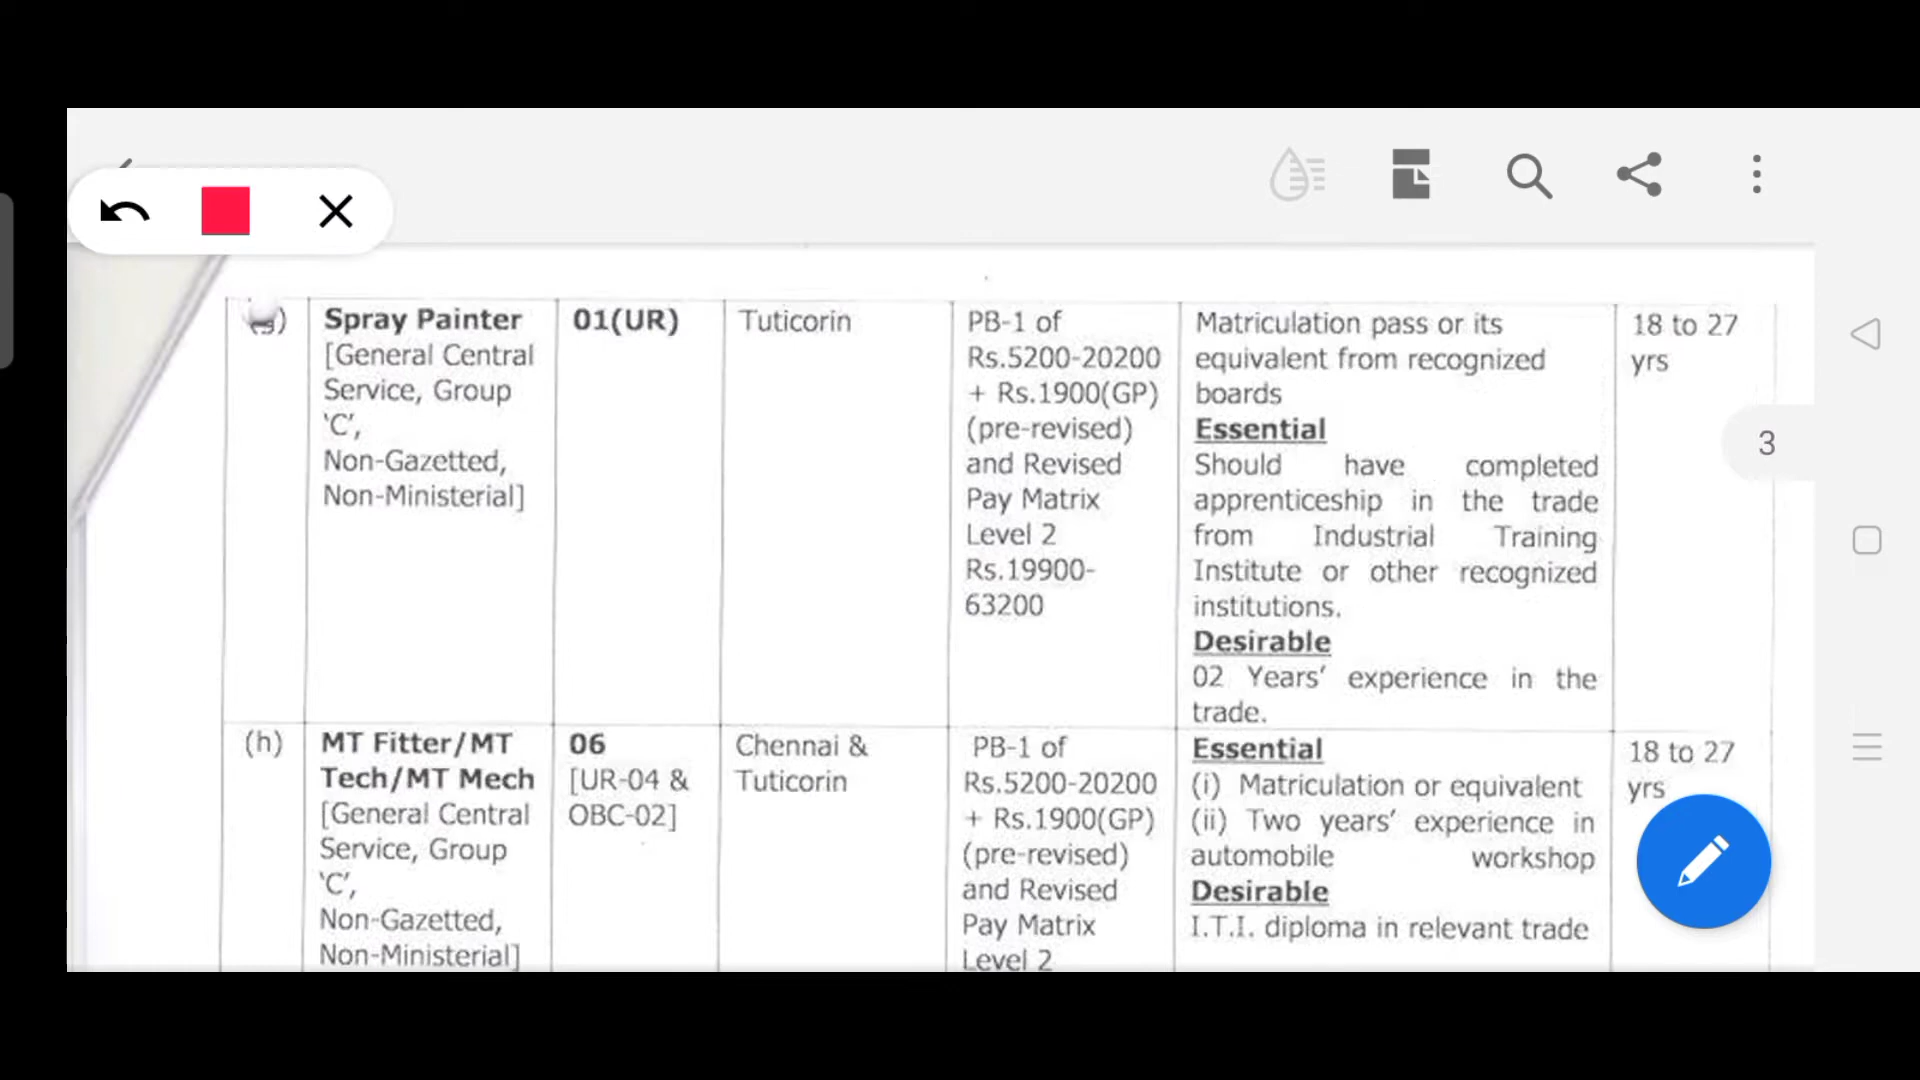 3
Spray Painter
[General Central
Service, Group
‘C’,
Non-Gazetted,
Non-Ministerial]
01(UR)
Tuticorin
PB-1 of
Rs.5200-20200
+ Rs.1900(GP)
(pre-revised)
and Revised
Pay Matrix
Level 2
Rs.19900-
63200
Matriculation pass or its
equivalent from recognized
boards
Essential
Should have completed
apprenticeship in the trade
from Industrial Training
Institute or other recognized
institutions.
Desirable
02 Years’ experience in the
trade.
18 to 27
yrs
(h)
MT Fitter/MT
Tech/MT Mech
[General Central
Service, Group
‘C’,
Non-Gazetted,
Non-Ministerial]
06
[UR-04 &
OBC-02]
Chennai &
Tuticorin
PB-1 of
Rs.5200-20200
+ Rs.1900(GP)
(pre-revised)
and Revised
Pay Matrix
Level 2
Essential
(i) Matriculation or equivalent
(ii) Two years’ experience in
automobile workshop
Desirable
I.T.I. diploma in relevant trade
18 to 27
yrs